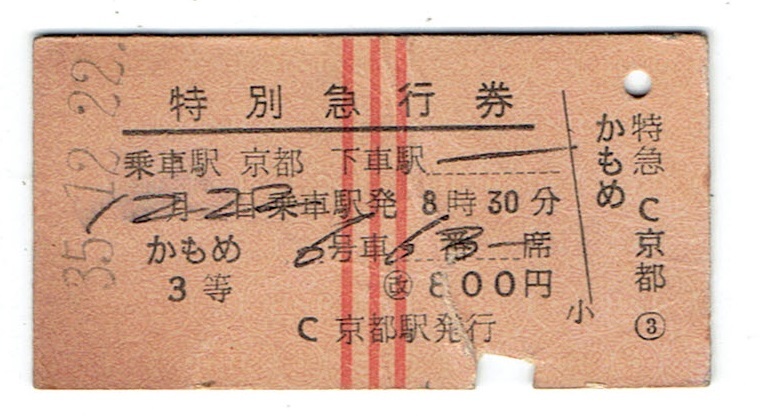 35.12.22.
特別急行券
乗車駅 京都 下車駅
12月22日 乗車駅発 8時30分
かもめ 6号車 6 番 席
3等 ㊢800円
C 京都駅発行
小
特急 C京都 ③
かもめ